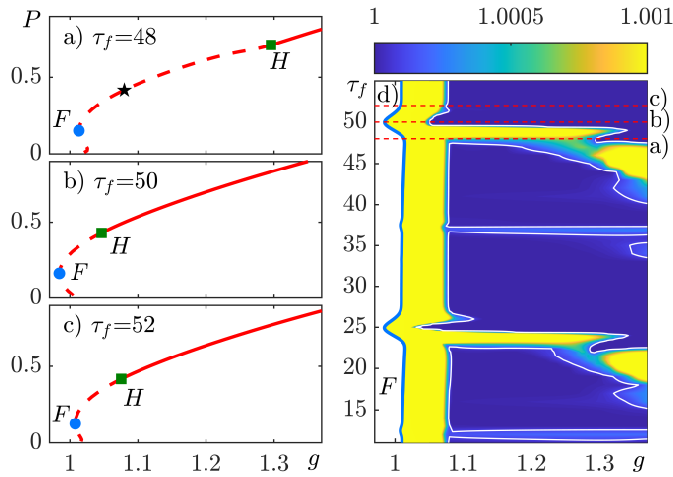 P
a) τ_f=48
0.5
F
H
0
b) τ_f=50
0.5
F
H
0
c) τ_f=52
0.5
F
H
0
1 1.1 1.2 1.3 g
1 1.0005 1.001
τ_f d)
c)
50 b)
a)
45
40
35
30
25
20
F
15
1 1.1 1.2 1.3 g